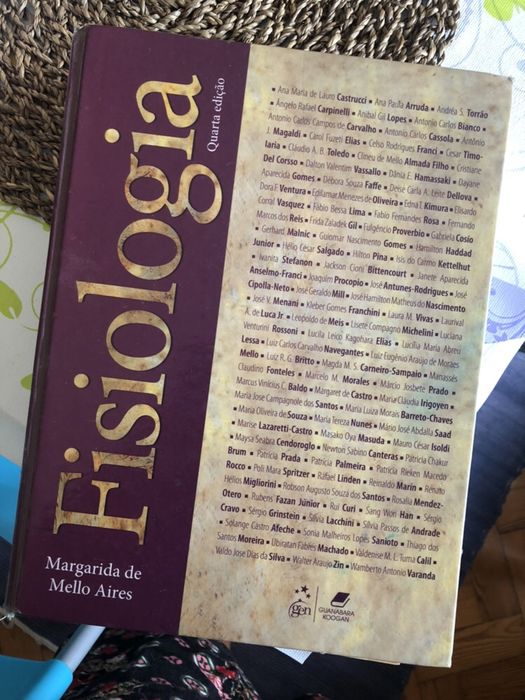 Fisiologia
Quarta edição
Margarida de
Mello Aires
▪ Ana Maria de Lauro Castrucci ▪ Ana Paula Arruda ▪ Andréa S. Torrão
▪ Ângelo Rafael Carpinelli ▪ Anibal Gil Lopes ▪ Antonio Carlos Bianco ▪
Antonio Carlos Campos de Carvalho ▪ Antonio Carlos Cassola ▪ Antônio
J. Magaldi ▪ Carol Fuzeti Elias ▪ Celso Rodrigues Franci ▪ Cesar Timo-
Iaria ▪ Cláudio A. B. Toledo ▪ Clineu de Mello Almada Filho ▪ Cristiane
Del Corsso ▪ Dalton Valentim Vassallo ▪ Dânia E. Hamassaki ▪ Dayane
Aparecida Gomes ▪ Débora Souza Faffe ▪ Deise Carla A. Leite Dellova ▪
Dora F. Ventura ▪ Edilamar Menezes de Oliveira ▪ Edna T. Kimura ▪ Elisardo
Corral Vasquez ▪ Fábio Bessa Lima ▪ Fabio Fernandes Rosa ▪ Fernando
Marcos dos Reis ▪ Frida Zaladek Gil ▪ Fulgêncio Proverbio ▪ Gabriela Cosío
▪ Gerhard Malnic ▪ Guiomar Nascimento Gomes ▪ Hamilton Haddad
Junior ▪ Hélio César Salgado ▪ Hilton Pina ▪ Isis do Carmo Kettelhut
▪ Ivanita Stefanon ▪ Jackson Cioni Bittencourt ▪ Janete Aparecida
Anselmo-Franci ▪ Joaquim Procopio ▪ José Antunes-Rodrigues ▪ José
Cipolla-Neto ▪ José Geraldo Mill ▪ José Hamilton Matheus do Nascimento
▪ José V. Menani ▪ Kleber Gomes Franchini ▪ Laura M. Vivas ▪ Laurival
A. de Luca Jr. ▪ Leopoldo de Meis ▪ Lisete Compagno Michelini ▪ Luciana
Venturini Rossoni ▪ Lucila Leico Kagohara Elias ▪ Lucília Maria Abreu
Lessa ▪ Luiz Carlos Carvalho Navegantes ▪ Luiz Eugênio Araujo de Moraes
Mello ▪ Luiz R. G. Britto ▪ Magda S. M. Carneiro-Sampaio ▪ Manassés
Claudino Fonteles ▪ Marcelo M. Morales ▪ Márcio Josbete Prado ▪
Marcus Vinícius C. Baldo ▪ Margaret de Castro ▪ Maria Cláudia Irigoyen ▪
Maria Jose Campagnole dos Santos ▪ Maria Luiza Morais Barreto-Chaves
▪ Maria Oliveira de Souza ▪ Maria Tereza Nunes ▪ Mário José Abdalla Saad
▪ Marise Lazaretti-Castro ▪ Masako Oya Masuda ▪ Mauro César Isoldi
▪ Maysa Seabra Cendoroglo ▪ Newton Sabino Canteras ▪ Patrícia Chakur
Brum ▪ Patrícia Prada ▪ Patrícia Palmeira ▪ Patrícia Rieken Macedo
Rocco ▪ Poli Mara Spritzer ▪ Rafael Linden ▪ Reinaldo Marín ▪ Renato
Hélios Migliorini ▪ Robson Augusto Souza dos Santos ▪ Rosalia Mendez-
Otero ▪ Rubens Fazan Júnior ▪ Rui Curi ▪ Sang Won Han ▪ Sérgio
Cravo ▪ Sérgio Grinstein ▪ Sílvia Lacchini ▪ Sílvia Passos de Andrade
▪ Solange Castro Afeche ▪ Sonia Malheiros Lopes Sanioto ▪ Thiago dos
Santos Moreira ▪ Ubiratan Fabres Machado ▪ Valdenise M. L. Tuma Calil ▪
Valdo Jose Dias da Silva ▪ Walter Araujo Zin ▪ Wamberto Antonio Varanda
gen
GUANABARA
KOOGAN